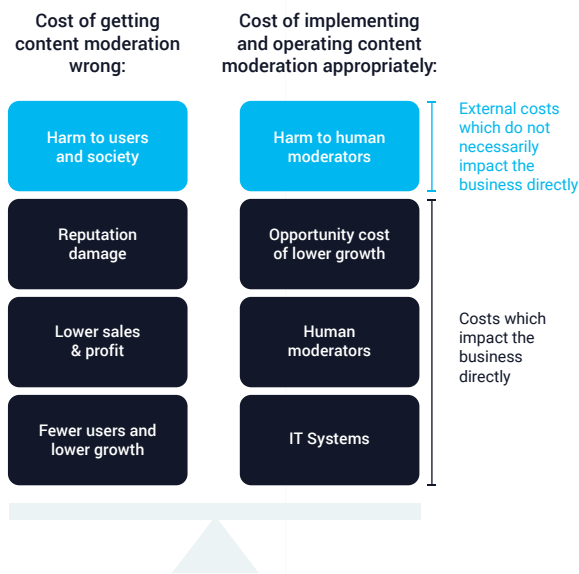 Cost of getting
content moderation
wrong:
Cost of implementing
and operating content
moderation appropriately:
Harm to users
and society
Harm to human
moderators
External costs
which do not
necessarily
impact the
business directly
Reputation
damage
Opportunity cost
of lower growth
Lower sales
& profit
Human
moderators
Costs which
impact the
business
directly
Fewer users and
lower growth
IT Systems